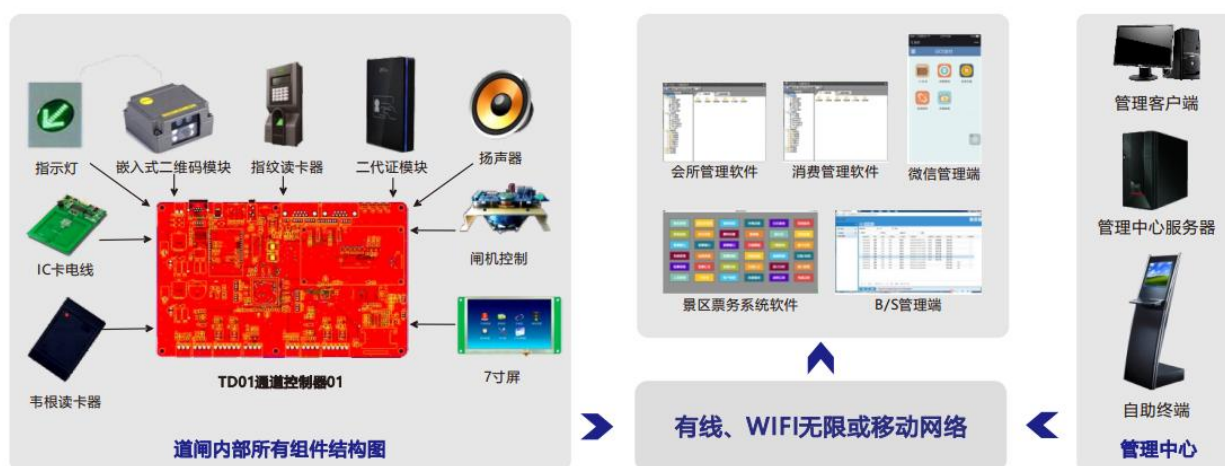 指示灯
嵌入式二维码模块
指纹读卡器
二代证模块
扬声器
IC卡电线
闸机控制
韦根读卡器
TD01通道控制器01
7寸屏
道闸内部所有组件结构图
会所管理软件
消费管理软件
微信管理端
景区票务系统软件
B/S管理端
有线、WIFI无限或移动网络
管理客户端
管理中心服务器
自助终端
管理中心